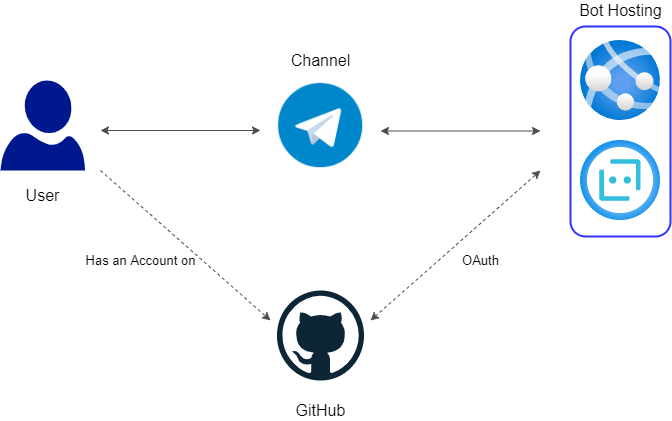 Bot Hosting
Channel
User
Has an Account on
OAuth
GitHub